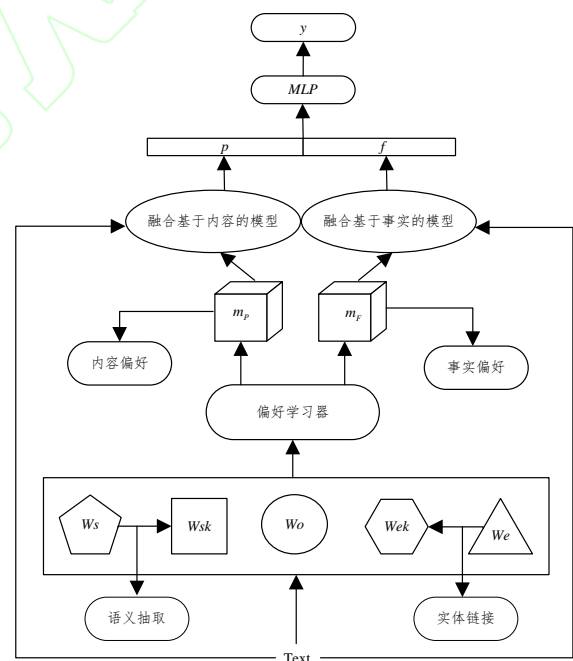 y
MLP
p f
融合基于内容的模型 融合基于事实的模型
m_P m_F
内容偏好 事实偏好
偏好学习器
Ws Wsk Wo Wek We
语义抽取 实体链接
Text